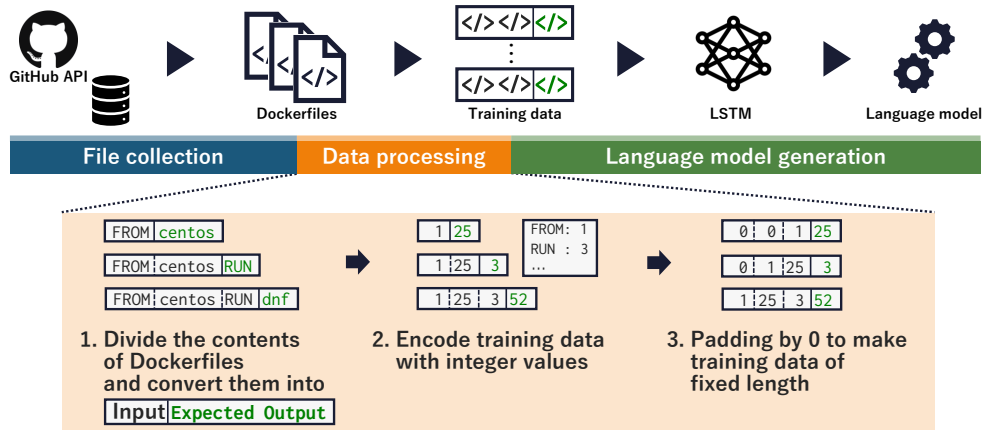 </> </> </>
GitHub API
</>
</> </> </>
Dockerfiles
Training data
LSTM
Language model
File collection
Data processing
Language model generation
FROM centos
FROM centos RUN
FROM centos RUN dnf
1 25
1 25 3
1 25 3 52
FROM: 1
RUN : 3
...
0 0 1 25
0 1 25 3
1 25 3 52
1. Divide the contents
of Dockerfiles
and convert them into
Input Expected Output
2. Encode training data
with integer values
3. Padding by 0 to make
training data of
fixed length